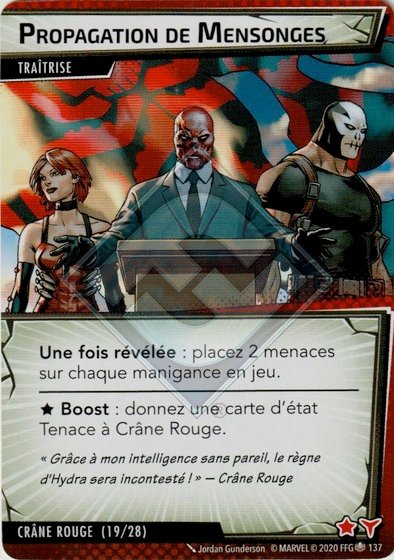 Propagation de Mensonges
TRAÎTRISE
Une fois révélée : placez 2 menaces
sur chaque manigance en jeu.
★ Boost : donnez une carte d'état
Tenace à Crâne Rouge.
« Grâce à mon intelligence sans pareil, le règne
d'Hydra sera incontesté ! » – Crâne Rouge
CRÂNE ROUGE (19/28)
Jordan Gunderson © MARVEL © 2020 FFG 137